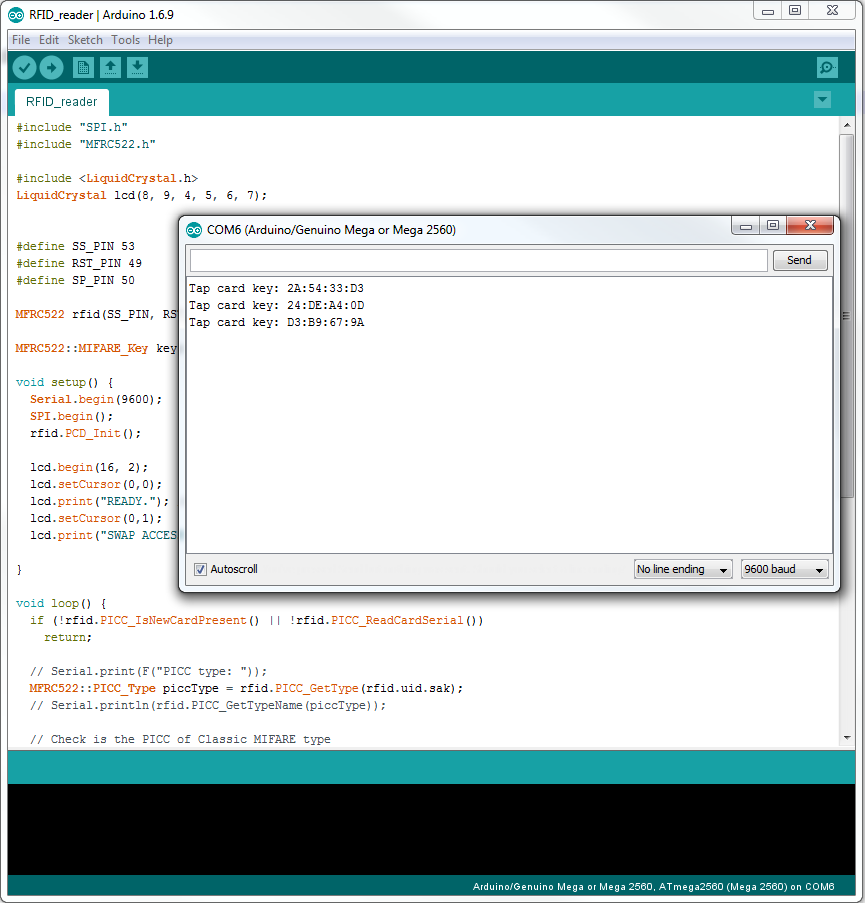 RFID_reader | Arduino 1.6.9
File Edit Sketch Tools Help
RFID_reader
#include "SPI.h"
#include "MFRC522.h"
#include <LiquidCrystal.h>
LiquidCrystal lcd(8, 9, 4, 5, 6, 7);
#define SS_PIN 53
#define RST_PIN 49
#define SP_PIN 50
MFRC522 rfid(SS_PIN, RS
MFRC522::MIFARE_Key key
void setup() {
Serial.begin(9600);
SPI.begin();
rfid.PCD_Init();
lcd.begin(16, 2);
lcd.setCursor(0,0);
lcd.print("READY.");
lcd.setCursor(0,1);
lcd.print("SWAP ACCES
}
COM6 (Arduino/Genuino Mega or Mega 2560)
Send
Tap card key: 2A:54:33:D3
Tap card key: 24:DE:A4:0D
Tap card key: D3:B9:67:9A
Autoscroll
No line ending
9600 baud
void loop() {
if (!rfid.PICC_IsNewCardPresent() || !rfid.PICC_ReadCardSerial())
return;
// Serial.print(F("PICC type: "));
MFRC522::PICC_Type piccType = rfid.PICC_GetType(rfid.uid.sak);
// Serial.println(rfid.PICC_GetTypeName(piccType));
// Check is the PICC of Classic MIFARE type
Arduino/Genuino Mega or Mega 2560, ATmega2560 (Mega 2560) on COM6